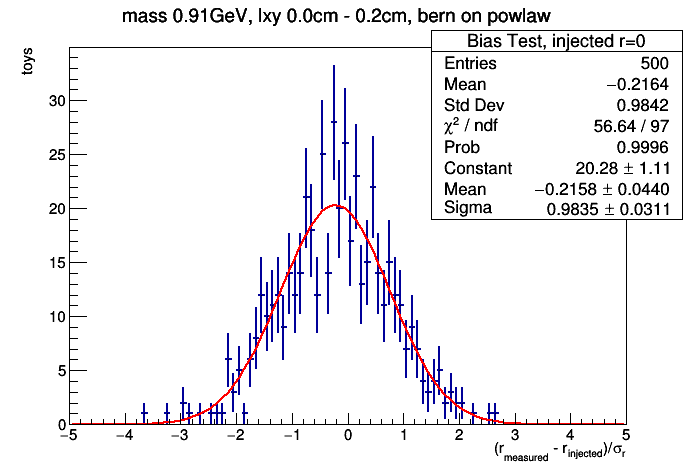 mass 0.91GeV, lxy 0.0cm - 0.2cm, bern on powlaw
Bias Test, injected r=0
Entries 500
Mean −0.2164
Std Dev 0.9842
χ² / ndf 56.64 / 97
Prob 0.9996
Constant 20.28 ± 1.11
Mean −0.2158 ± 0.0440
Sigma 0.9835 ± 0.0311
toys
30
25
20
15
10
5
0
−5 −4 −3 −2 −1 0 1 2 3 4 5
(r_measured - r_injected)/σ_r